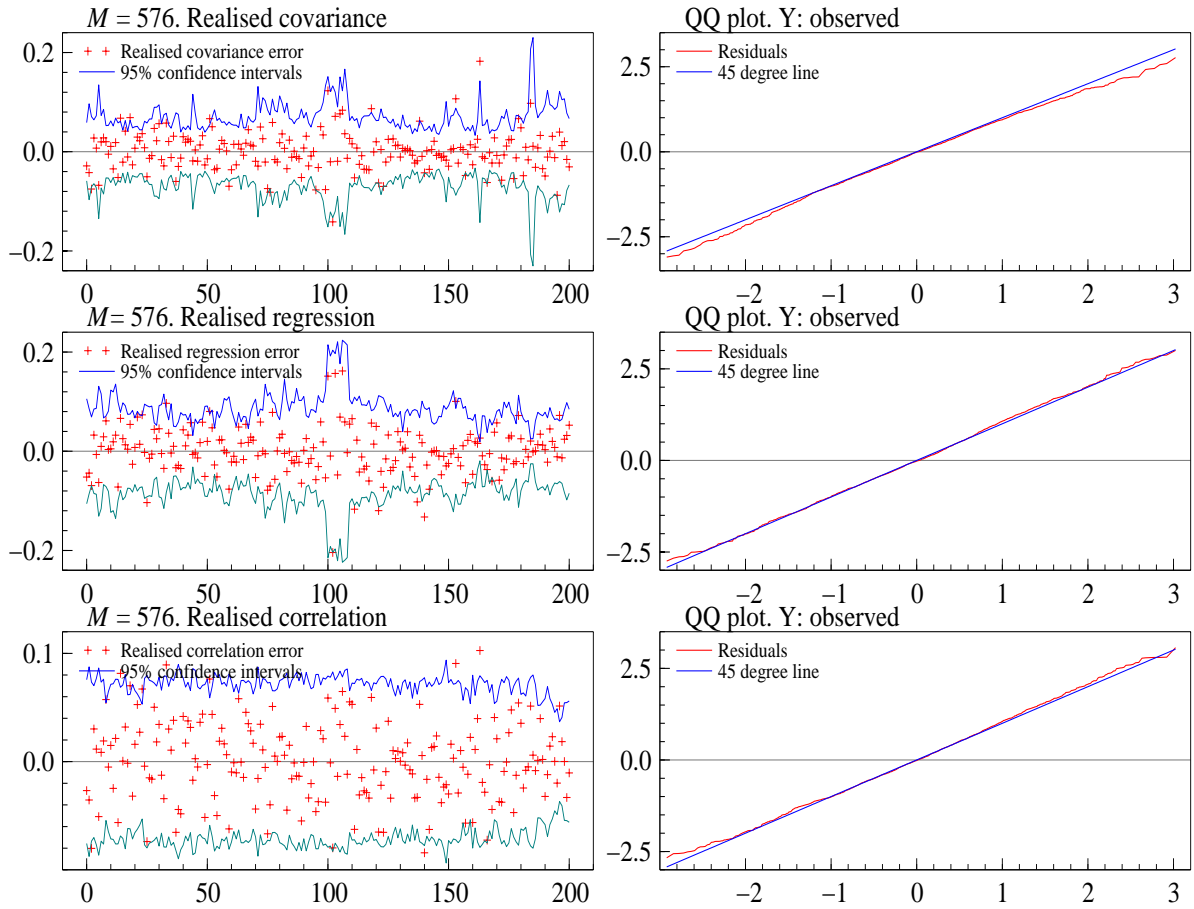 M = 576. Realised covariance
Realised covariance error
95% confidence intervals
0.2
0.0
−0.2
0 50 100 150 200
QQ plot. Y: observed
Residuals
45 degree line
2.5
0.0
−2.5
−2 −1 0 1 2 3
M = 576. Realised regression
Realised regression error
95% confidence intervals
0.2
0.0
−0.2
0 50 100 150 200
QQ plot. Y: observed
Residuals
45 degree line
2.5
0.0
−2.5
−2 −1 0 1 2 3
M = 576. Realised correlation
Realised correlation error
95% confidence intervals
0.1
0.0
0 50 100 150 200
QQ plot. Y: observed
Residuals
45 degree line
2.5
0.0
−2.5
−2 −1 0 1 2 3